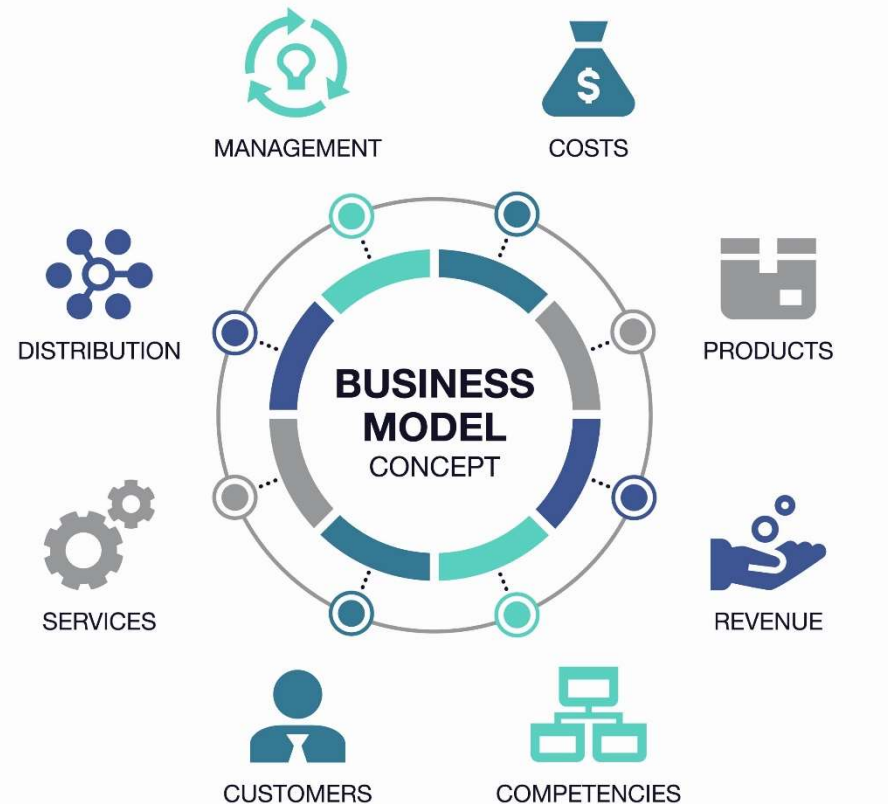 MANAGEMENT
COSTS
DISTRIBUTION
PRODUCTS
BUSINESS
MODEL
CONCEPT
SERVICES
REVENUE
CUSTOMERS
COMPETENCIES
$